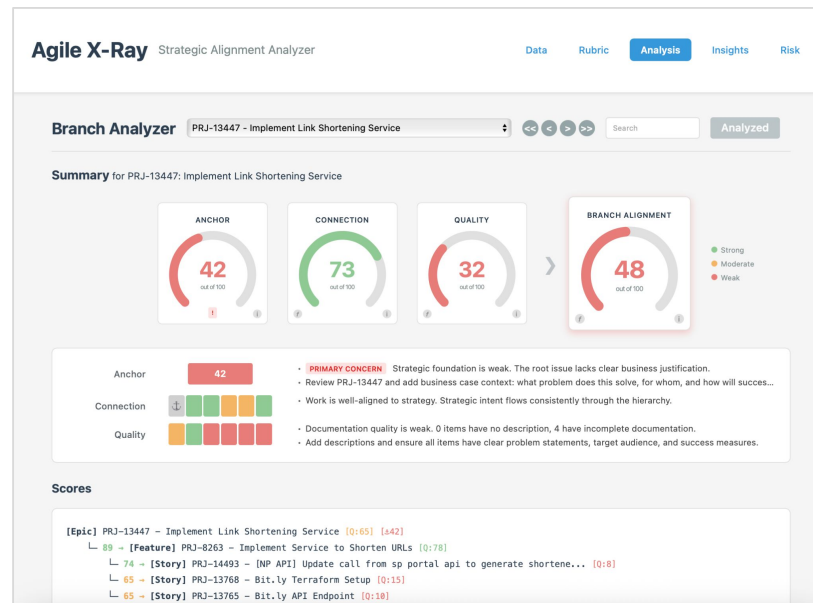 Agile X-Ray Strategic Alignment Analyzer Data Rubric Analysis Insights Risk
Branch Analyzer PRJ-13447 - Implement Link Shortening Service << < > >> Search Analyzed
Summary for PRJ-13447: Implement Link Shortening Service
ANCHOR
42
out of 100
! i
CONNECTION
73
out of 100
f i
QUALITY
32
out of 100
f i
❯
BRANCH ALIGNMENT
48
out of 100
f i
Strong
Moderate
Weak
Anchor 42
• PRIMARY CONCERN Strategic foundation is weak. The root issue lacks clear business justification.
• Review PRJ-13447 and add business case context: what problem does this solve, for whom, and how will succes...
Connection ⚓
• Work is well-aligned to strategy. Strategic intent flows consistently through the hierarchy.
Quality
• Documentation quality is weak. 0 items have no description, 4 have incomplete documentation.
• Add descriptions and ensure all items have clear problem statements, target audience, and success measures.
Scores
[Epic] PRJ-13447 – Implement Link Shortening Service [Q:65] [⚓42]
└─ 89 → [Feature] PRJ-8263 – Implement Service to Shorten URLs [Q:78]
└─ 74 → [Story] PRJ-14493 – [NP API] Update call from sp portal api to generate shortene... [Q:8]
└─ 65 → [Story] PRJ-13768 – Bit.ly Terraform Setup [Q:15]
└─ 65 → [Story] PRJ-13765 – Bit.ly API Endpoint [Q:10]